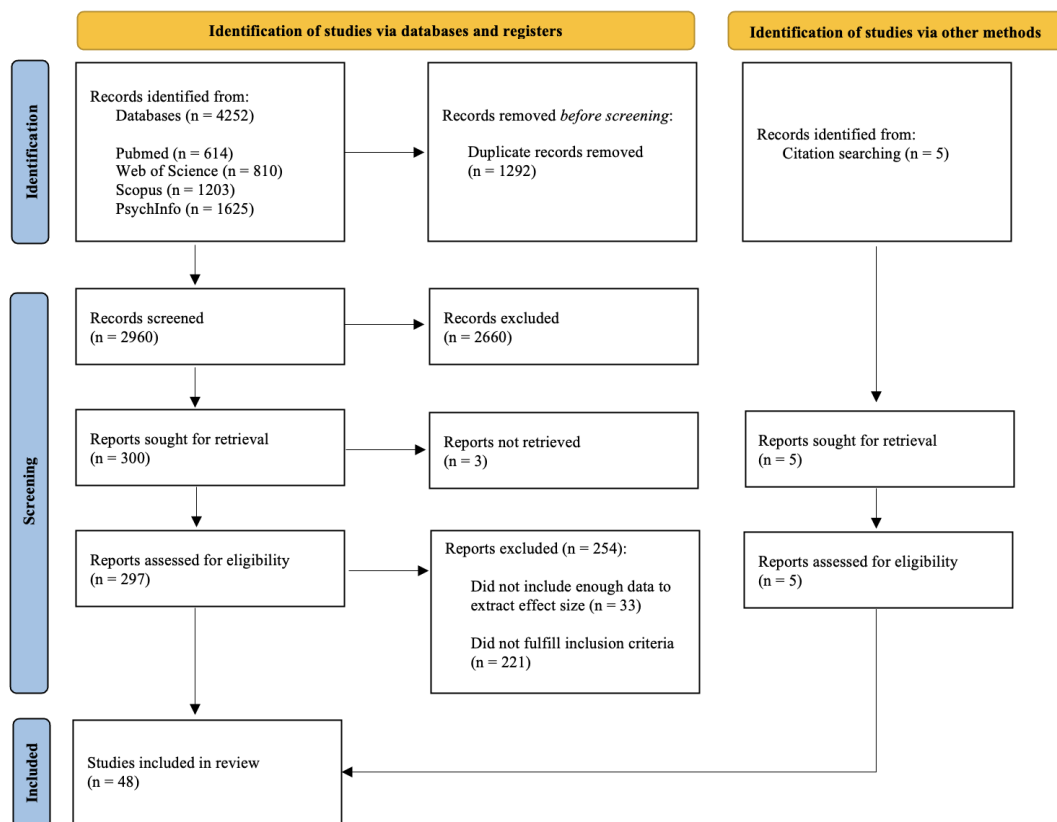 Identification of studies via databases and registers
Identification of studies via other methods
Identification
Records identified from:
Databases (n = 4252)
Pubmed (n = 614)
Web of Science (n = 810)
Scopus (n = 1203)
PsychInfo (n = 1625)
Records removed before screening:
Duplicate records removed
(n = 1292)
Records identified from:
Citation searching (n = 5)
Screening
Records screened
(n = 2960)
Records excluded
(n = 2660)
Reports sought for retrieval
(n = 300)
Reports not retrieved
(n = 3)
Reports sought for retrieval
(n = 5)
Reports assessed for eligibility
(n = 297)
Reports excluded (n = 254):
Did not include enough data to
extract effect size (n = 33)
Did not fulfill inclusion criteria
(n = 221)
Reports assessed for eligibility
(n = 5)
Included
Studies included in review
(n = 48)